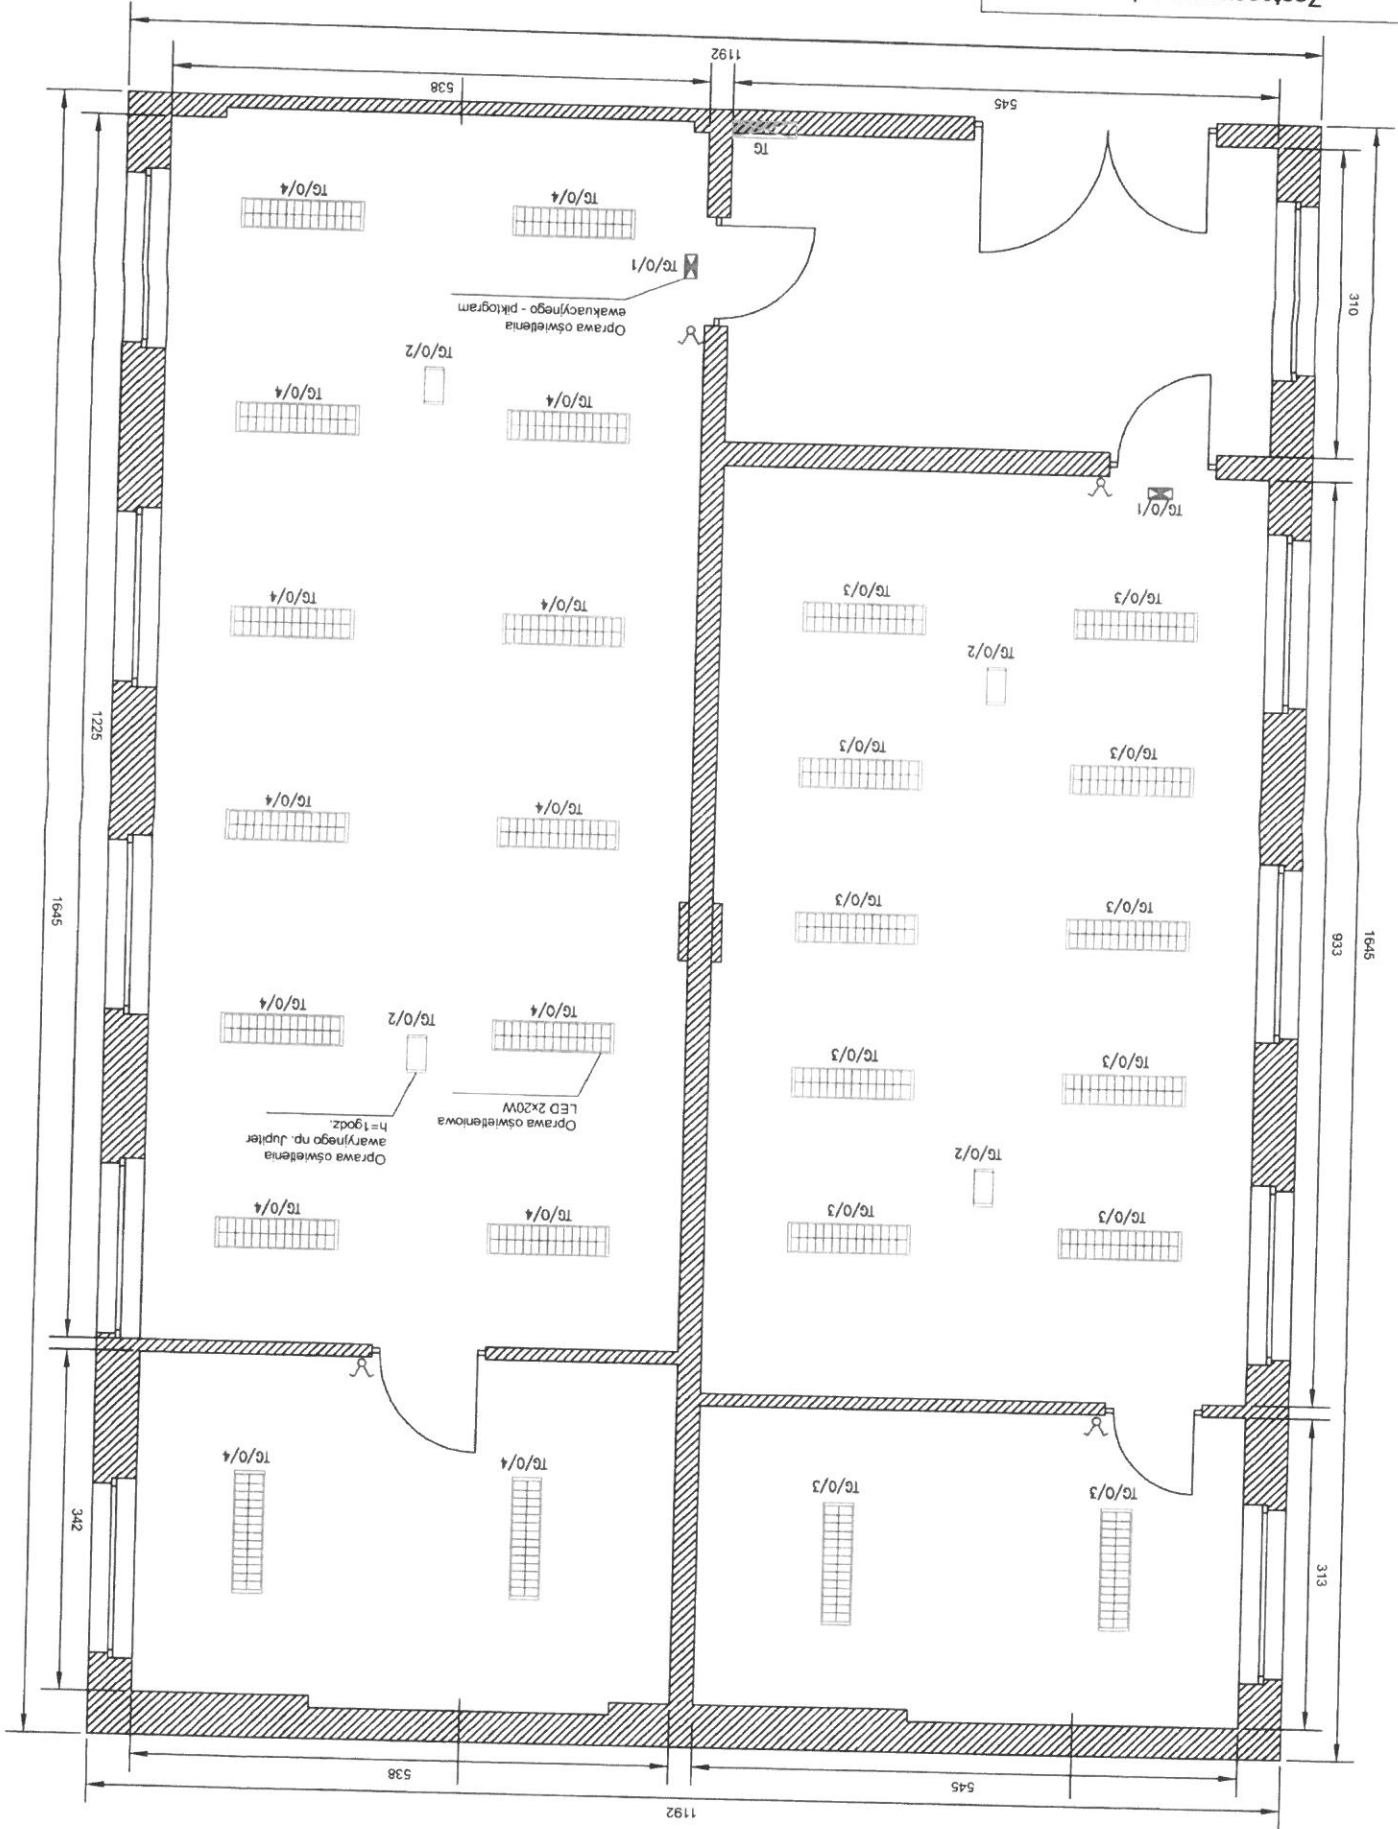 1192
545
538
313
342
TG/0/3
TG/0/3
TG/0/4
TG/0/4
TG/0/3
TG/0/3
TG/0/4
TG/0/4
TG/0/2
Oprawa oświetlenia
awaryjnego np. Jupiter
h=1godz.
Oprawa oświetleniowa
LED 2x20W
TG/0/3
TG/0/3
TG/0/4
TG/0/2
TG/0/4
1645
933
1645
TG/0/3
TG/0/3
TG/0/4
TG/0/4
TG/0/3
TG/0/3
1225
TG/0/2
TG/0/3
TG/0/3
TG/0/4
TG/0/4
TG/0/1
TG/0/4
TG/0/4
TG/0/2
Oprawa oświetlenia
ewakuacyjnego - piktogram
310
TG/0/1
TG/0/4
TG/0/4
TG
545
538
1192